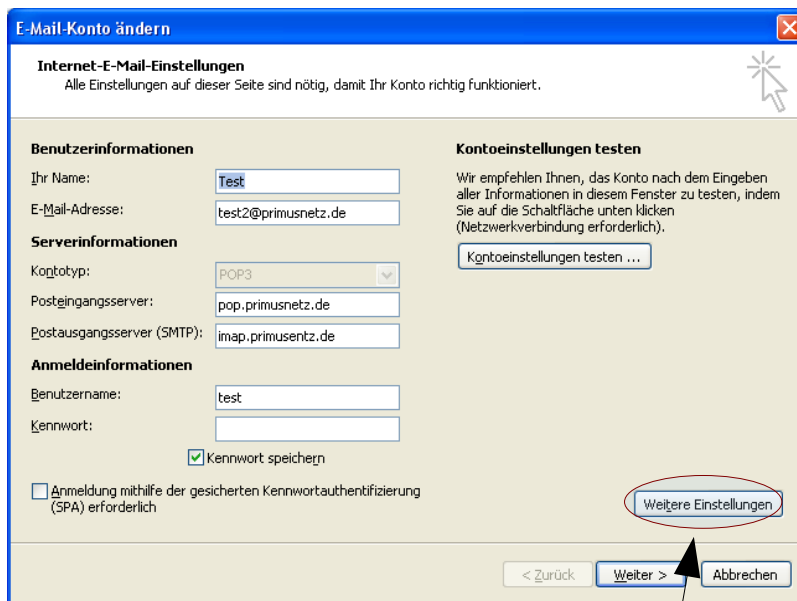 E-Mail-Konto ändern
Internet-E-Mail-Einstellungen
Alle Einstellungen auf dieser Seite sind nötig, damit Ihr Konto richtig funktioniert.
Benutzerinformationen
Ihr Name:
Test
E-Mail-Adresse:
test2@primusnetz.de
Serverinformationen
Kontotyp:
POP3
Posteingangsserver:
pop.primusnetz.de
Postausgangsserver (SMTP):
imap.primusentz.de
Anmeldeinformationen
Benutzername:
test
Kennwort:
Kennwort speichern
Anmeldung mithilfe der gesicherten Kennwortauthentifizierung
(SPA) erforderlich
Kontoeinstellungen testen
Wir empfehlen Ihnen, das Konto nach dem Eingeben
aller Informationen in diesem Fenster zu testen, indem
Sie auf die Schaltfläche unten klicken
(Netzwerkverbindung erforderlich).
Kontoeinstellungen testen ...
Weitere Einstellungen
< Zurück
Weiter >
Abbrechen